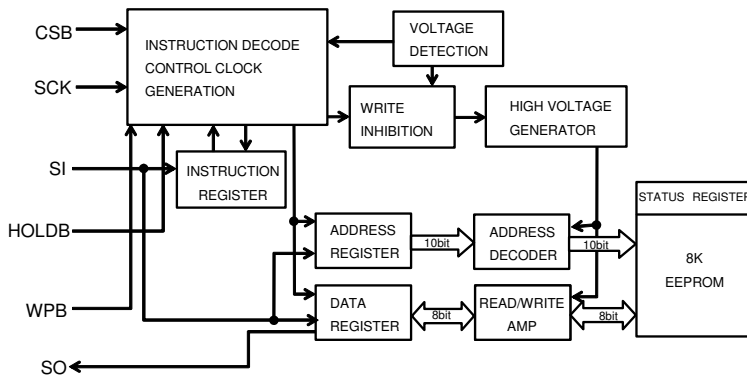 CSB
SCK
SI
HOLDB
WPB
SO
INSTRUCTION DECODE
CONTROL CLOCK
GENERATION
VOLTAGE
DETECTION
WRITE
INHIBITION
HIGH VOLTAGE
GENERATOR
INSTRUCTION
REGISTER
ADDRESS
REGISTER
10bit
ADDRESS
DECODER
10bit
DATA
REGISTER
8bit
READ/WRITE
AMP
8bit
STATUS REGISTER
8K
EEPROM